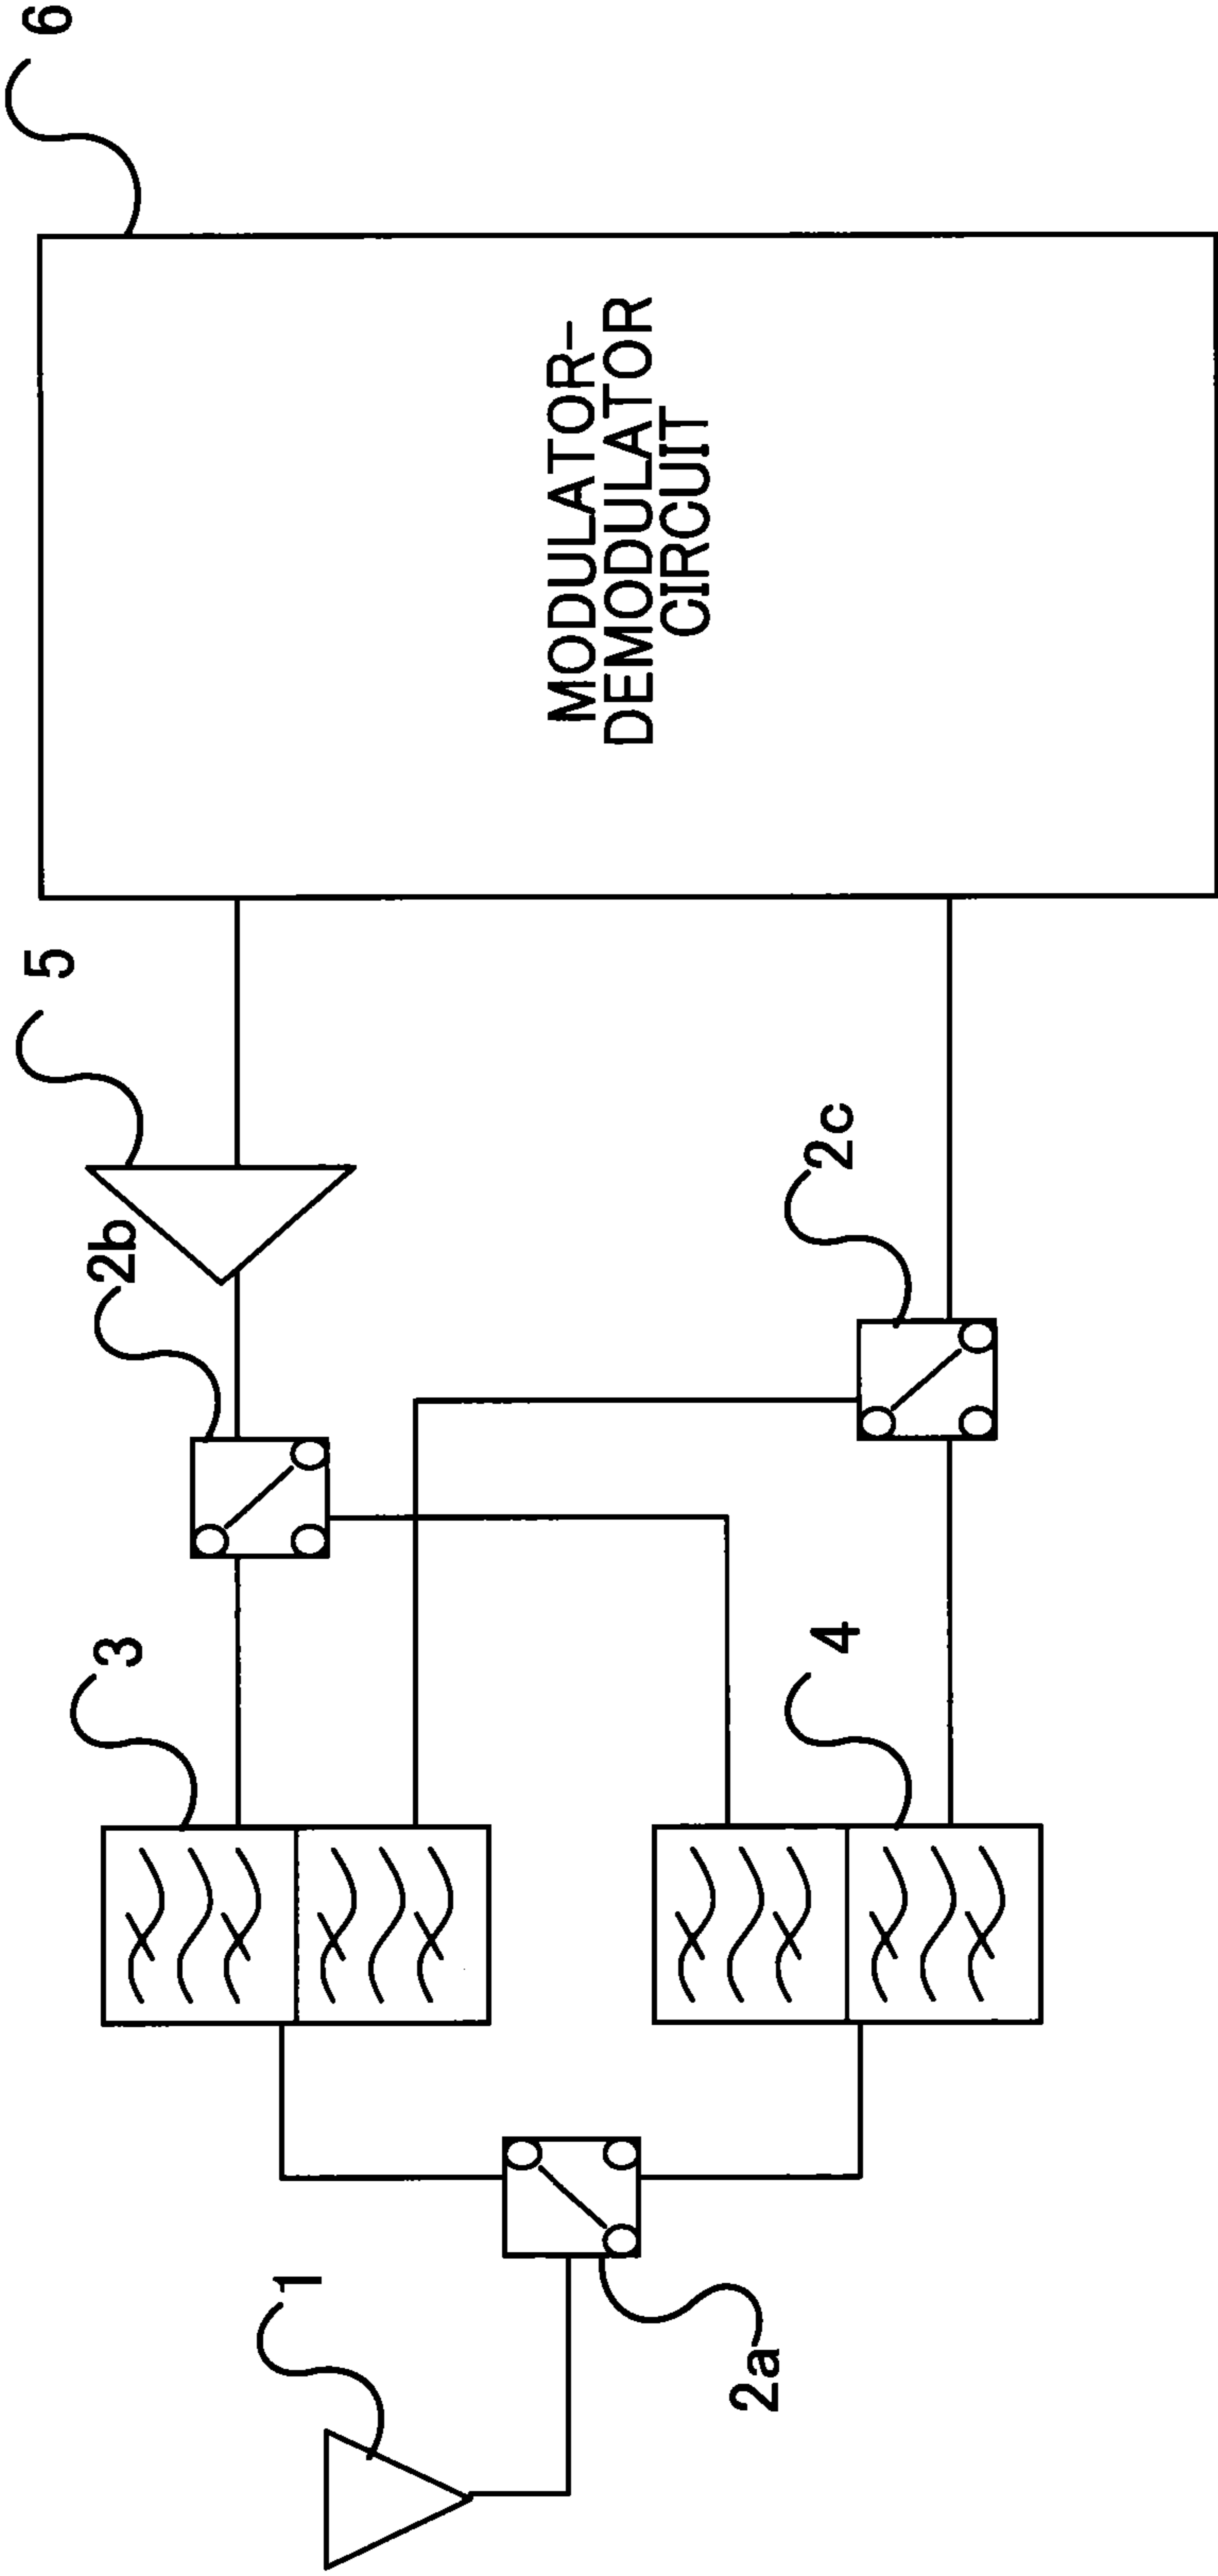 6
5
2b
2c
3
4
1
2a
MODULATOR-
DEMODULATOR
CIRCUIT